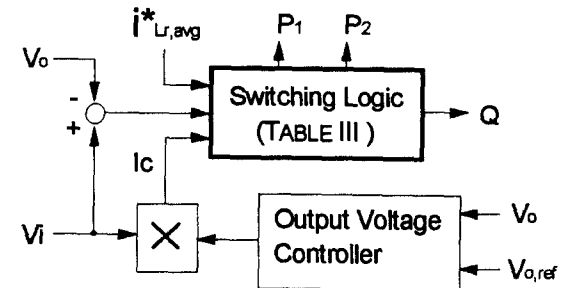 i*Lr,avg
P1
P2
Vo
-
+
Switching Logic
(TABLE III)
Q
Ic
Vi
×
Output Voltage
Controller
Vo
Vo,ref